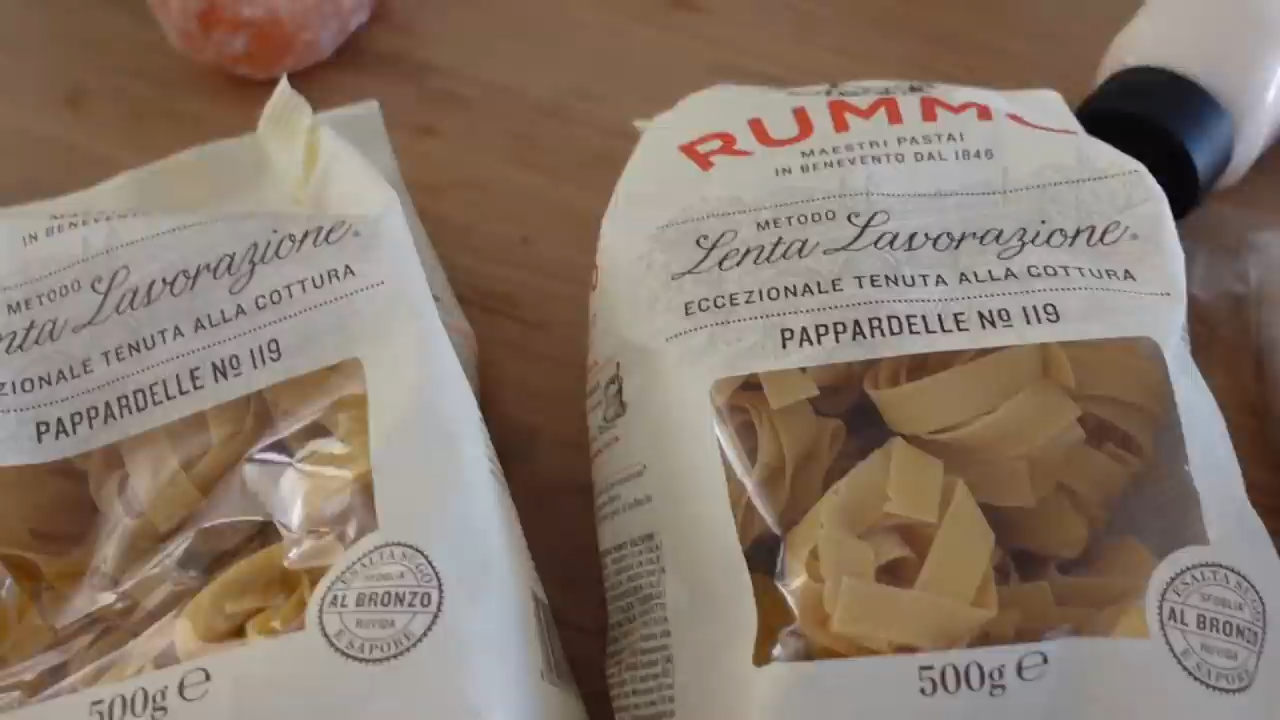 IN BENEVENTO
METODO
Lavorazione.
TENUTA ALLA COTTURA
PAPPARDELLE Nº 119
ESALTA SUGO
SFOGLIA
AL BRONZO
RUVIDA
E SAPORE
500g e
RUMM
MAESTRI PASTAI
IN BENEVENTO DAL 1846
METODO
Lenta Lavorazione.
ECCEZIONALE TENUTA ALLA COTTURA
PAPPARDELLE Nº 119
ESALTA SUGO
SFOGLIA
AL BRONZO
RUVIDA
E SAPORE
500g e